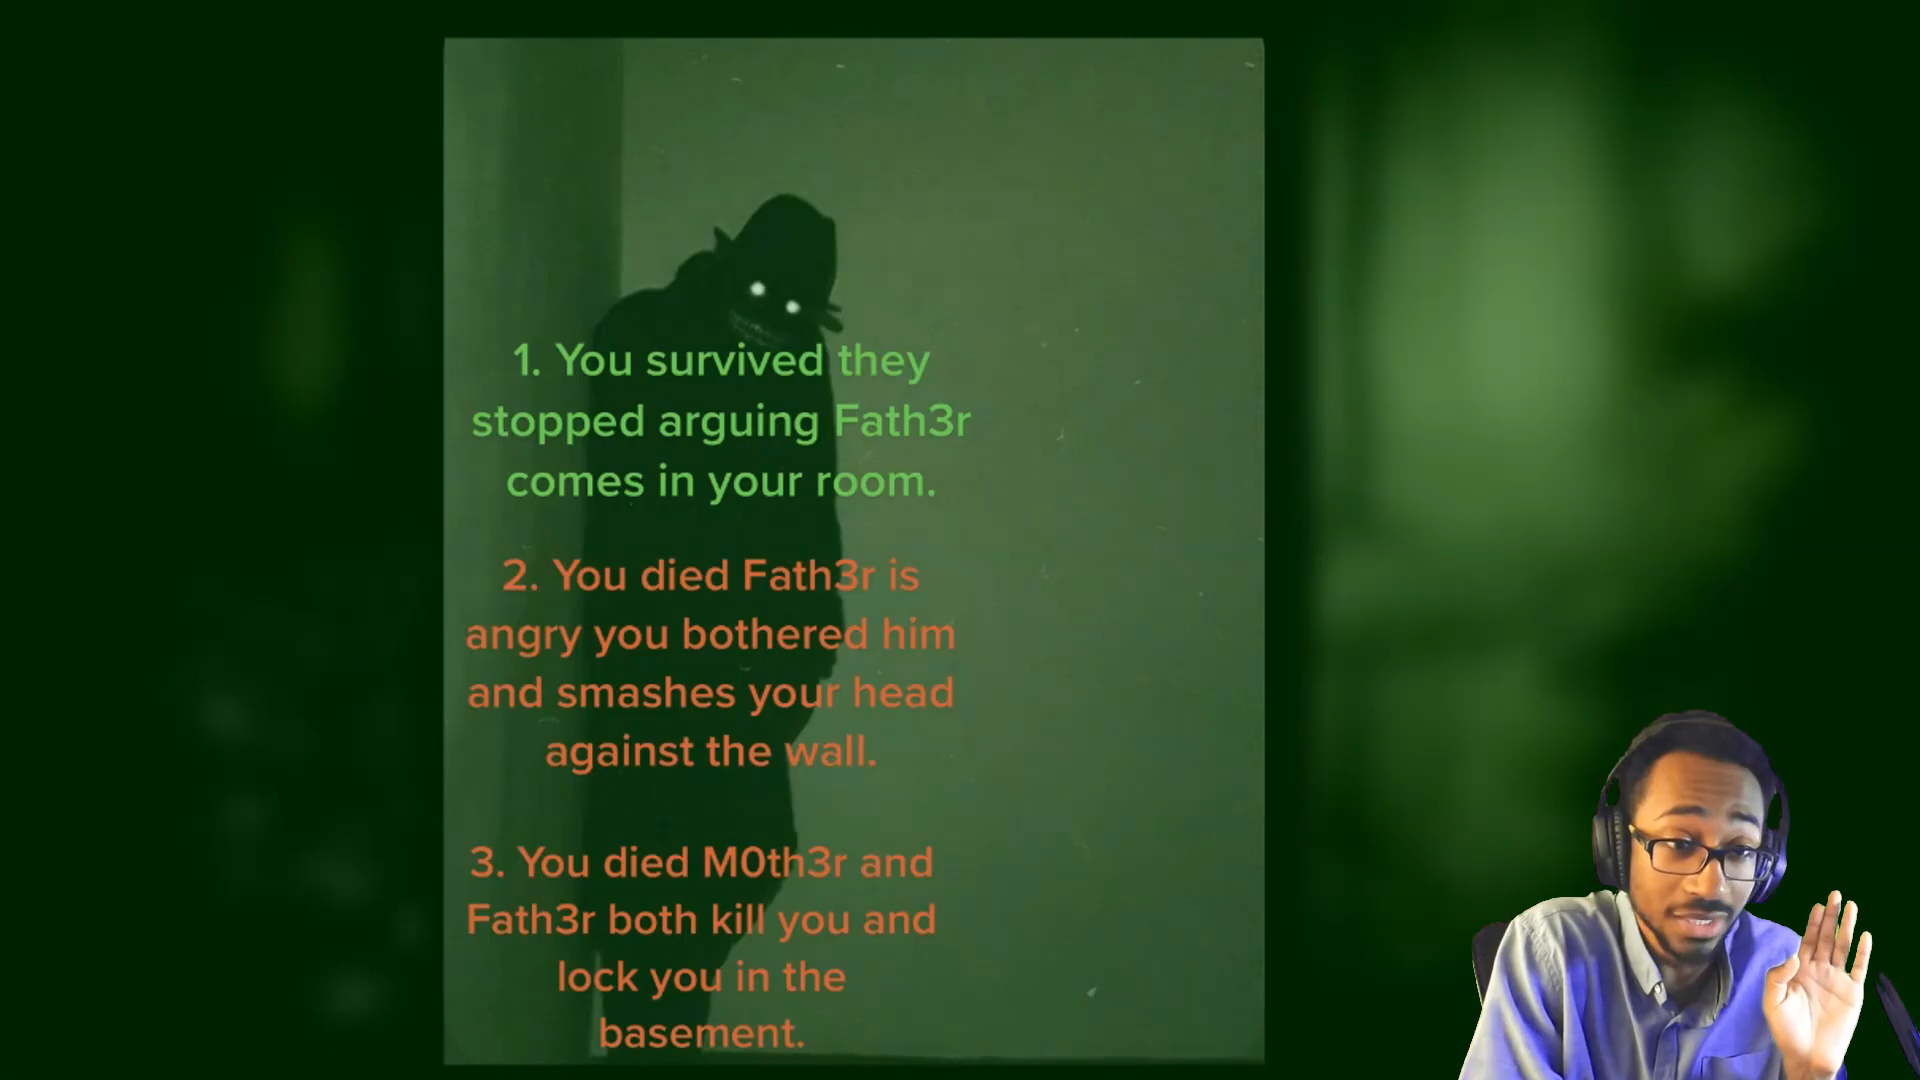 1. You survived they
stopped arguing Fath3r
comes in your room.
2. You died Fath3r is
angry you bothered him
and smashes your head
against the wall.
3. You died M0th3r and
Fath3r both kill you and
lock you in the
basement.